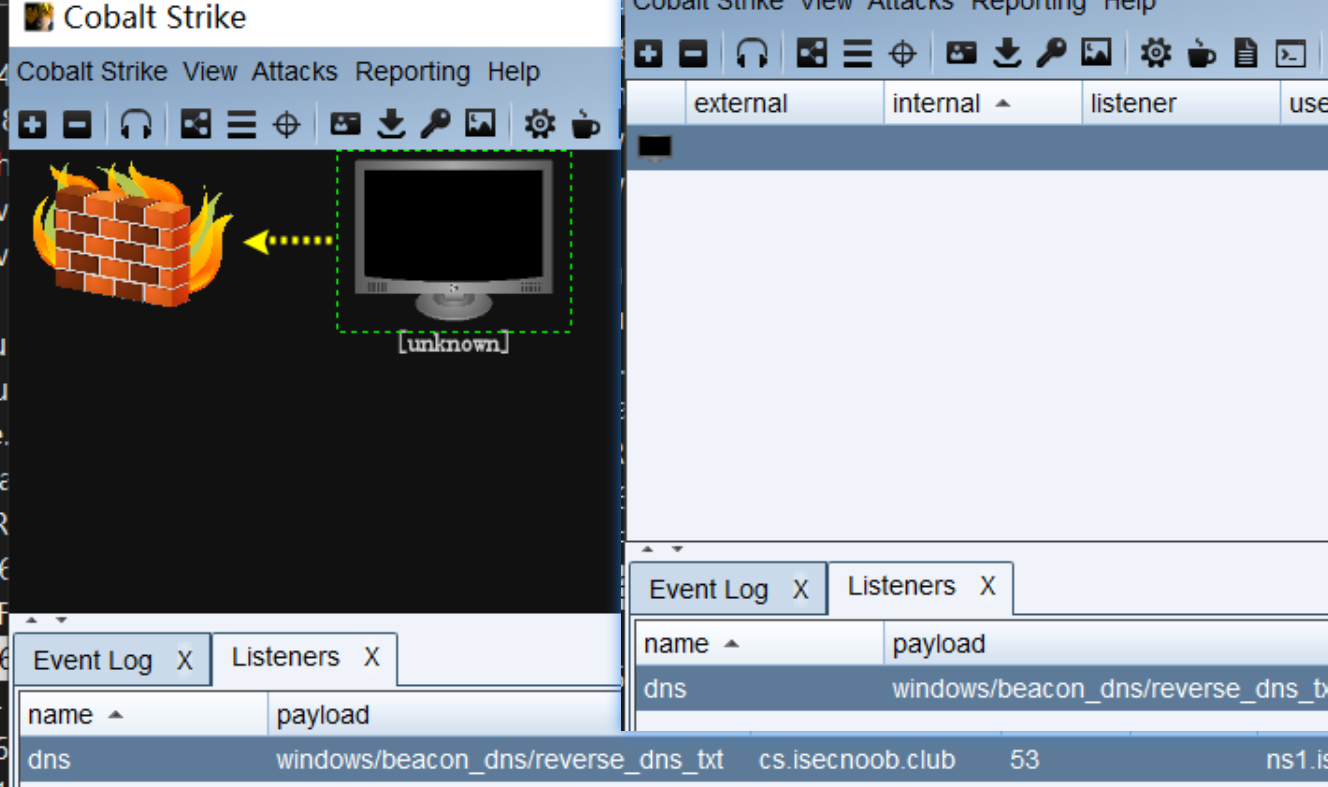 Cobalt Strike
Cobalt Strike View Attacks Reporting Help
[unknown]
Event Log X Listeners X
name payload
dns windows/beacon_dns/reverse_dns_txt cs.isecnoob.club 53 ns1.is
Cobalt Strike View Attacks Reporting Help
external internal listener use
Event Log X Listeners X
name payload
dns windows/beacon_dns/reverse_dns_tx